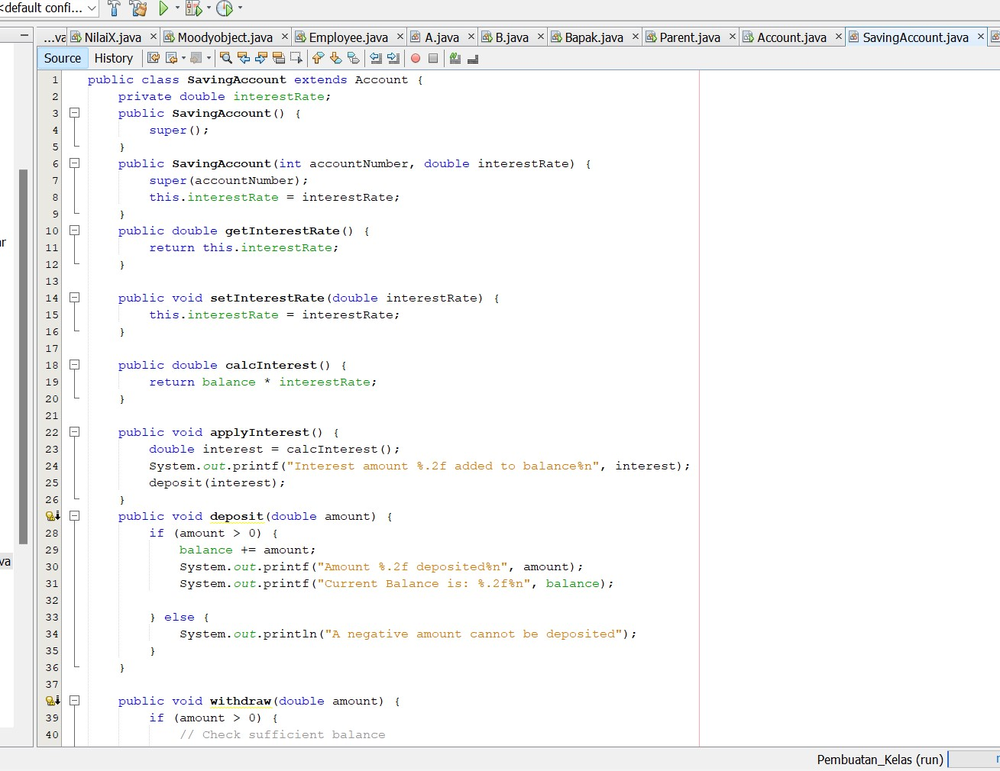 <default confi...
...va NilaiX.java × Moodyobject.java × Employee.java × A.java × B.java × Bapak.java × Parent.java × Account.java × SavingAccount.java ×
Source History
1 public class SavingAccount extends Account {
2 private double interestRate;
3 public SavingAccount() {
4 super();
5 }
6 public SavingAccount(int accountNumber, double interestRate) {
7 super(accountNumber);
8 this.interestRate = interestRate;
9 }
10 public double getInterestRate() {
11 return this.interestRate;
12 }
13
14 public void setInterestRate(double interestRate) {
15 this.interestRate = interestRate;
16 }
17
18 public double calcInterest() {
19 return balance * interestRate;
20 }
21
22 public void applyInterest() {
23 double interest = calcInterest();
24 System.out.printf("Interest amount %.2f added to balance%n", interest);
25 deposit(interest);
26 }
public void deposit(double amount) {
28 if (amount > 0) {
29 balance += amount;
30 System.out.printf("Amount %.2f deposited%n", amount);
31 System.out.printf("Current Balance is: %.2f%n", balance);
32
33 } else {
34 System.out.println("A negative amount cannot be deposited");
35 }
36 }
37
public void withdraw(double amount) {
39 if (amount > 0) {
40 // Check sufficient balance
ar
va
Pembuatan_Kelas (run)